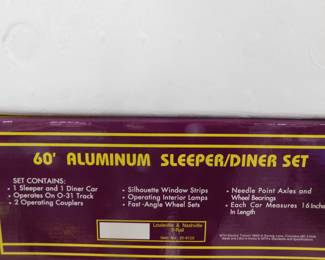 60' ALUMINUM SLEEPER/DINER SET
SET CONTAINS:
• 1 Sleeper and 1 Diner Car
• Operates On O-31 Track
• 2 Operating Couplers
• Silhouette Window Strips
• Operating Interior Lamps
• Fast-Angle Wheel Sets
• Needle Point Axles and
Wheel Bearings
• Each Car Measures 16 Inches
In Length
Louisville & Nashville